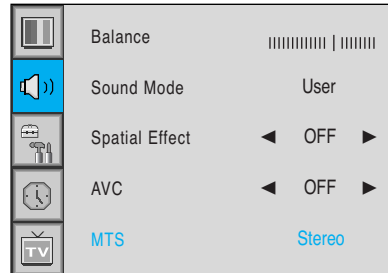 Balance
Sound Mode User
Spatial Effect ◄ OFF ►
AVC ◄ OFF ►
MTS Stereo
TV